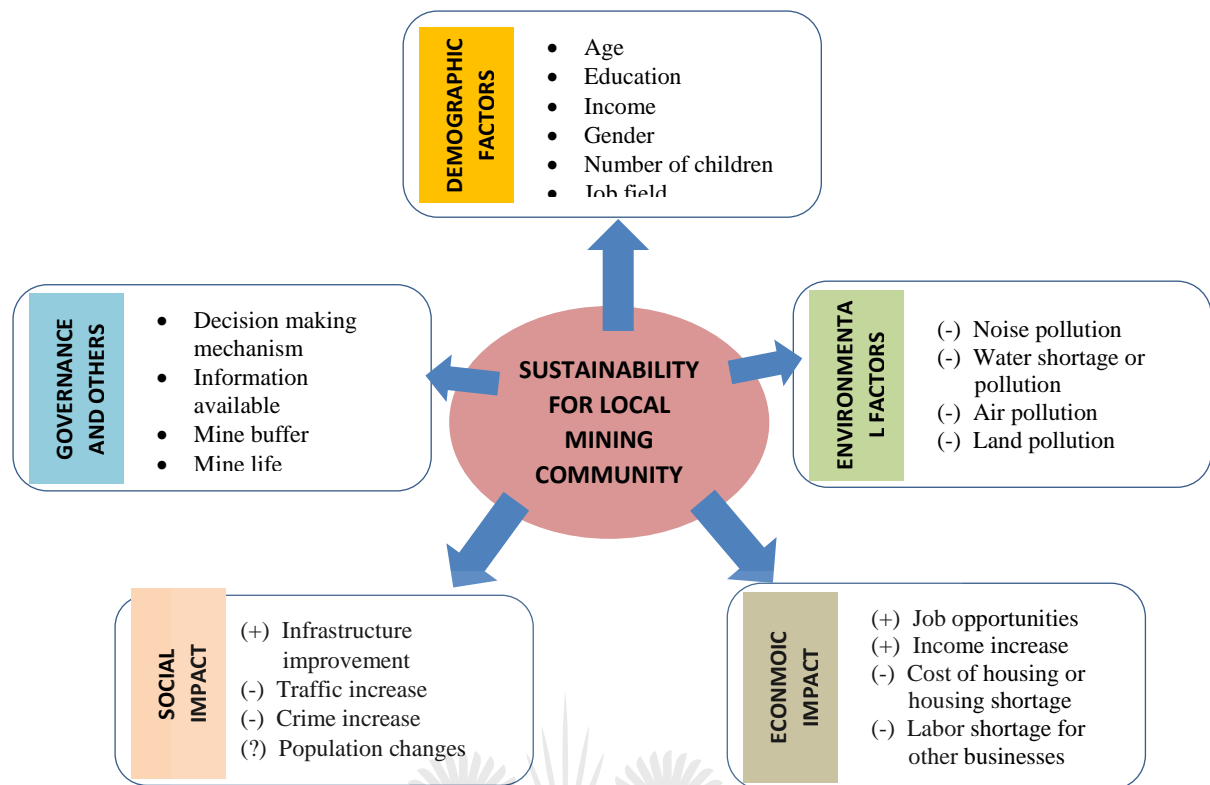 DEMOGRAPHIC
FACTORS
• Age
• Education
• Income
• Gender
• Number of children
• Job field
GOVERNANCE
AND OTHERS
• Decision making
mechanism
• Information
available
• Mine buffer
• Mine life
SUSTAINABILITY
FOR LOCAL
MINING
COMMUNITY
ENVIRONMENTA
L FACTORS
(-) Noise pollution
(-) Water shortage or
pollution
(-) Air pollution
(-) Land pollution
SOCIAL
IMPACT
(+) Infrastructure
improvement
(-) Traffic increase
(-) Crime increase
(?) Population changes
ECONMOIC
IMPACT
(+) Job opportunities
(+) Income increase
(-) Cost of housing or
housing shortage
(-) Labor shortage for
other businesses